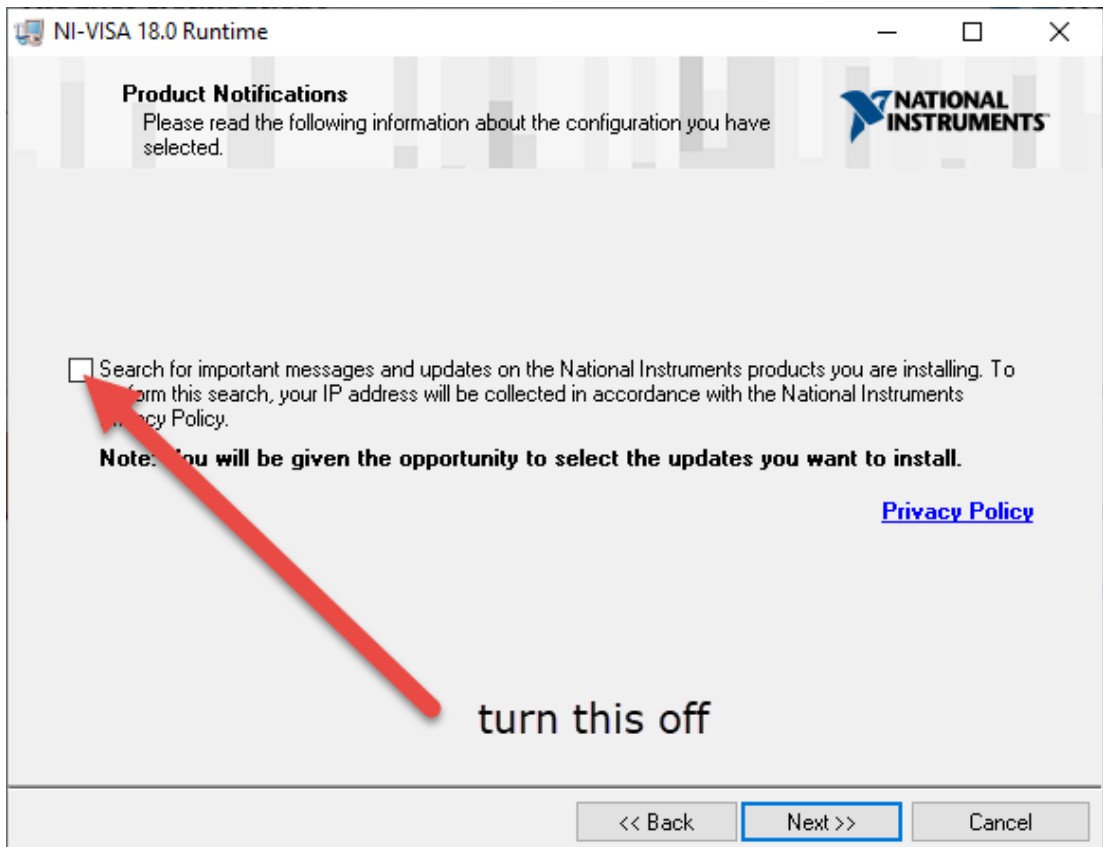 NI-VISA 18.0 Runtime
Product Notifications
Please read the following information about the configuration you have
selected.
NATIONAL
INSTRUMENTS
Search for important messages and updates on the National Instruments products you are installing. To
form this search, your IP address will be collected in accordance with the National Instruments
Policy.
Note: You will be given the opportunity to select the updates you want to install.
Privacy Policy
turn this off
<< Back
Next >>
Cancel